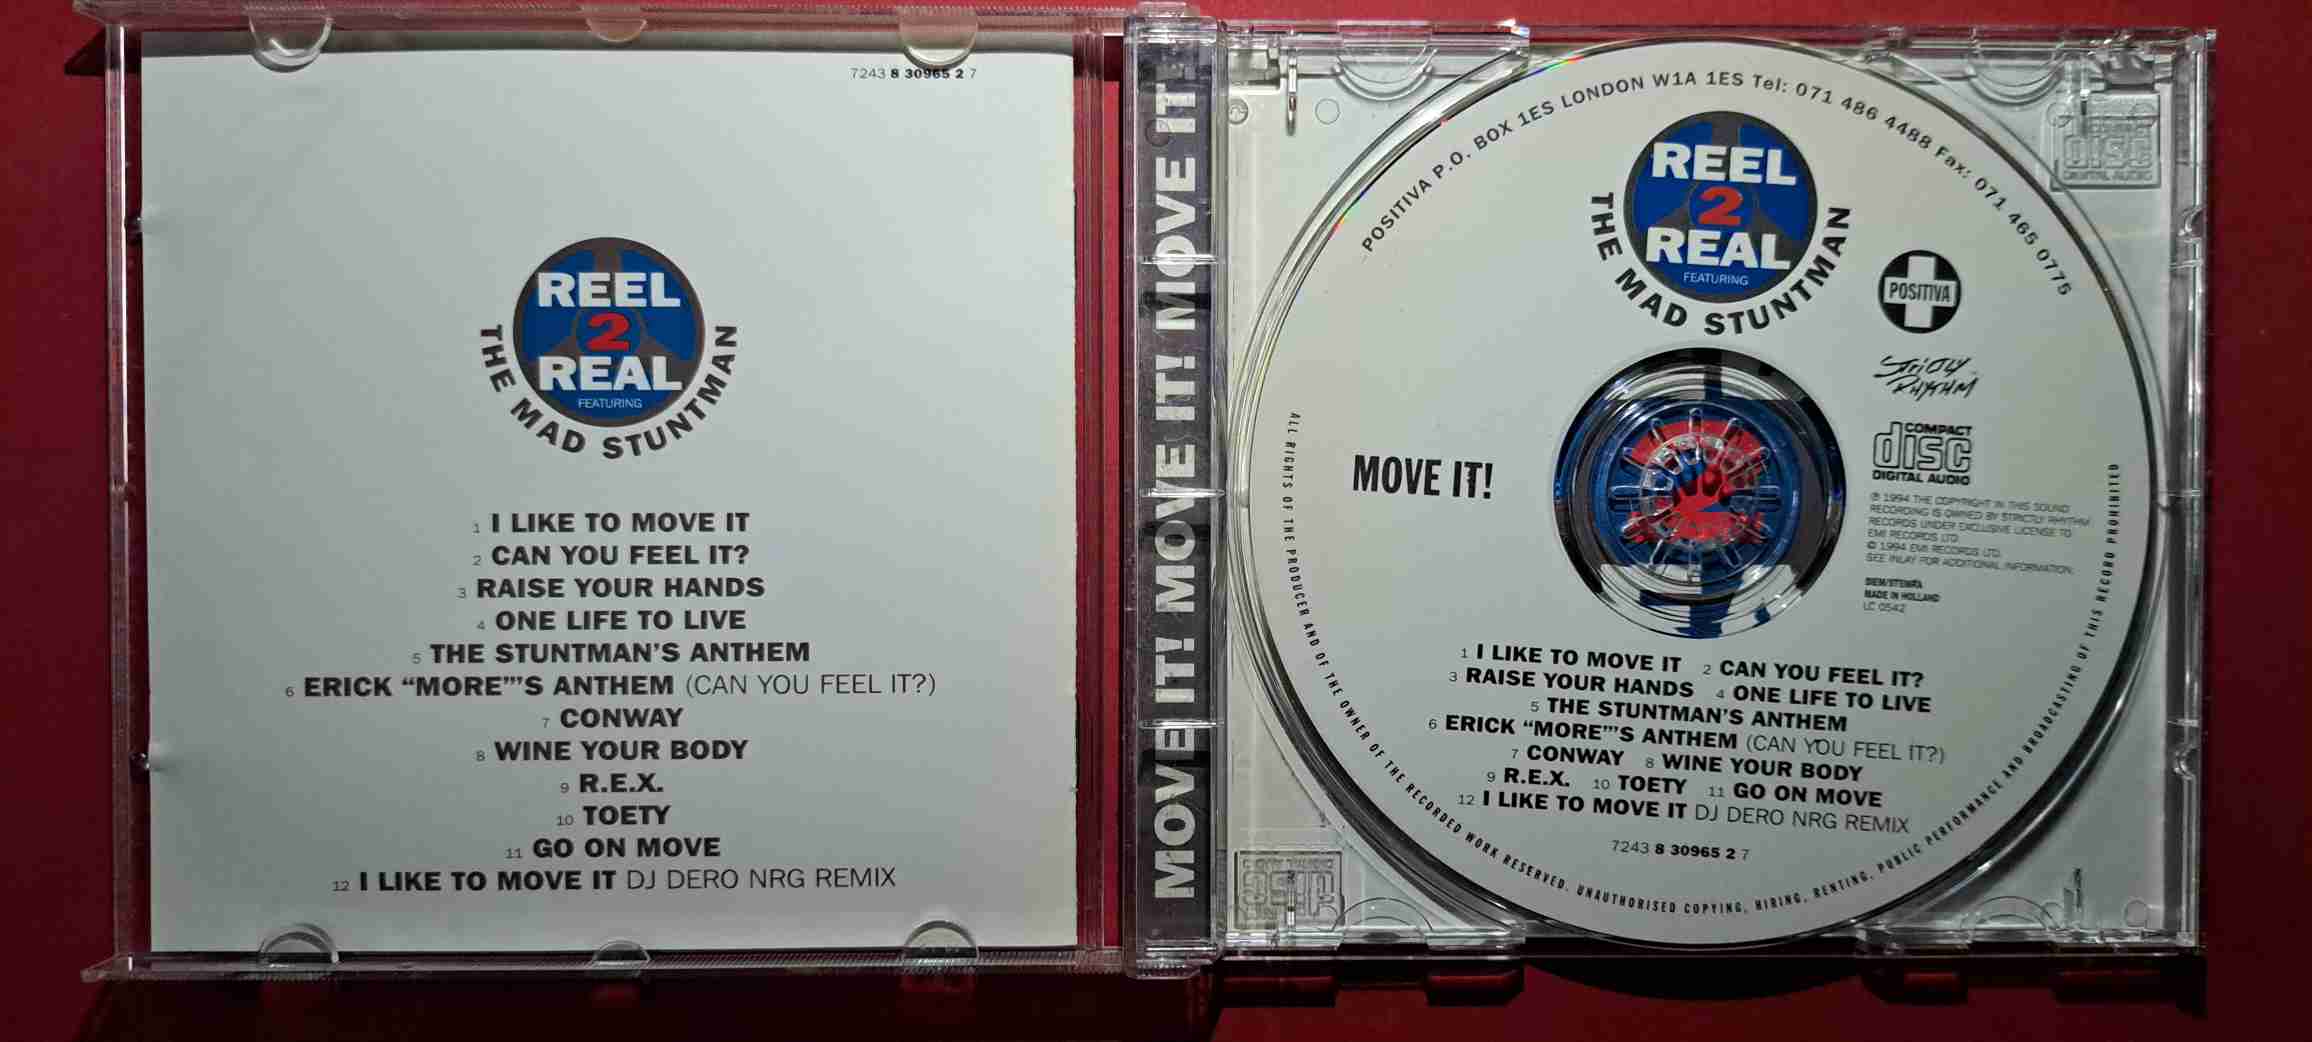 7243 8 30965 2 7
REEL
2
REAL
FEATURING
THE MAD STUNTMAN
1 I LIKE TO MOVE IT
2 CAN YOU FEEL IT?
3 RAISE YOUR HANDS
4 ONE LIFE TO LIVE
5 THE STUNTMAN'S ANTHEM
6 ERICK “MORE”'S ANTHEM (CAN YOU FEEL IT?)
7 CONWAY
8 WINE YOUR BODY
9 R.E.X.
10 TOETY
11 GO ON MOVE
12 I LIKE TO MOVE IT DJ DERO NRG REMIX
MOVE IT! MOVE IT! MOVE IT! MOVE IT!
POSITIVA P.O. BOX 1ES LONDON W1A 1ES Tel: 071 486 4488 Fax: 071 465 0775
REEL
2
REAL
FEATURING
THE MAD STUNTMAN
POSITIVA
STRICTLY
RHYTHM
COMPACT
disc
DIGITAL AUDIO
MOVE IT!
℗ 1994 THE COPYRIGHT IN THIS SOUND
RECORDING IS OWNED BY STRICTLY RHYTHM
RECORDS UNDER EXCLUSIVE LICENSE TO
EMI RECORDS LTD.
© 1994 EMI RECORDS LTD.
SEE INLAY FOR ADDITIONAL INFORMATION.
BIEM/STEMRA
MADE IN HOLLAND
LC 0542
1 I LIKE TO MOVE IT 2 CAN YOU FEEL IT?
3 RAISE YOUR HANDS 4 ONE LIFE TO LIVE
5 THE STUNTMAN'S ANTHEM
6 ERICK “MORE”'S ANTHEM (CAN YOU FEEL IT?)
7 CONWAY 8 WINE YOUR BODY
9 R.E.X. 10 TOETY 11 GO ON MOVE
12 I LIKE TO MOVE IT DJ DERO NRG REMIX
7243 8 30965 2 7
ALL RIGHTS OF THE PRODUCER AND OF THE OWNER OF THE RECORDED WORK RESERVED. UNAUTHORISED COPYING, HIRING, RENTING, PUBLIC PERFORMANCE AND BROADCASTING OF THIS RECORD PROHIBITED
disc
DIGITAL AUDIO